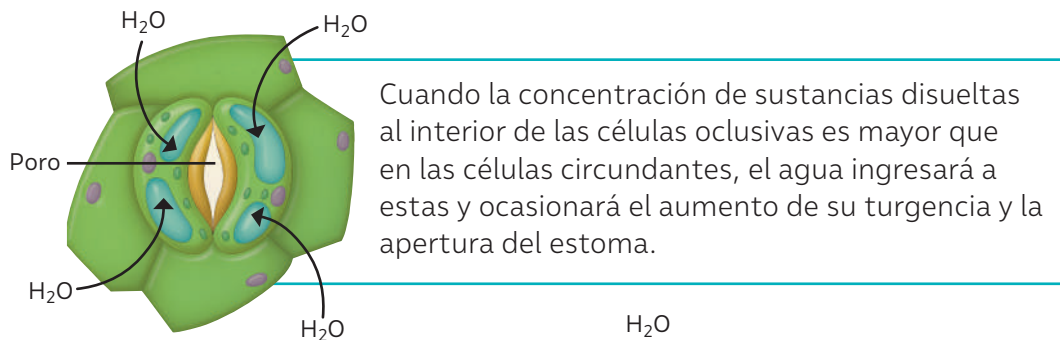 H₂O
H₂O
Cuando la concentración de sustancias disueltas
al interior de las células oclusivas es mayor que
en las células circundantes, el agua ingresará a
estas y ocasionará el aumento de su turgencia y la
apertura del estoma.
Poro
H₂O
H₂O
H₂O